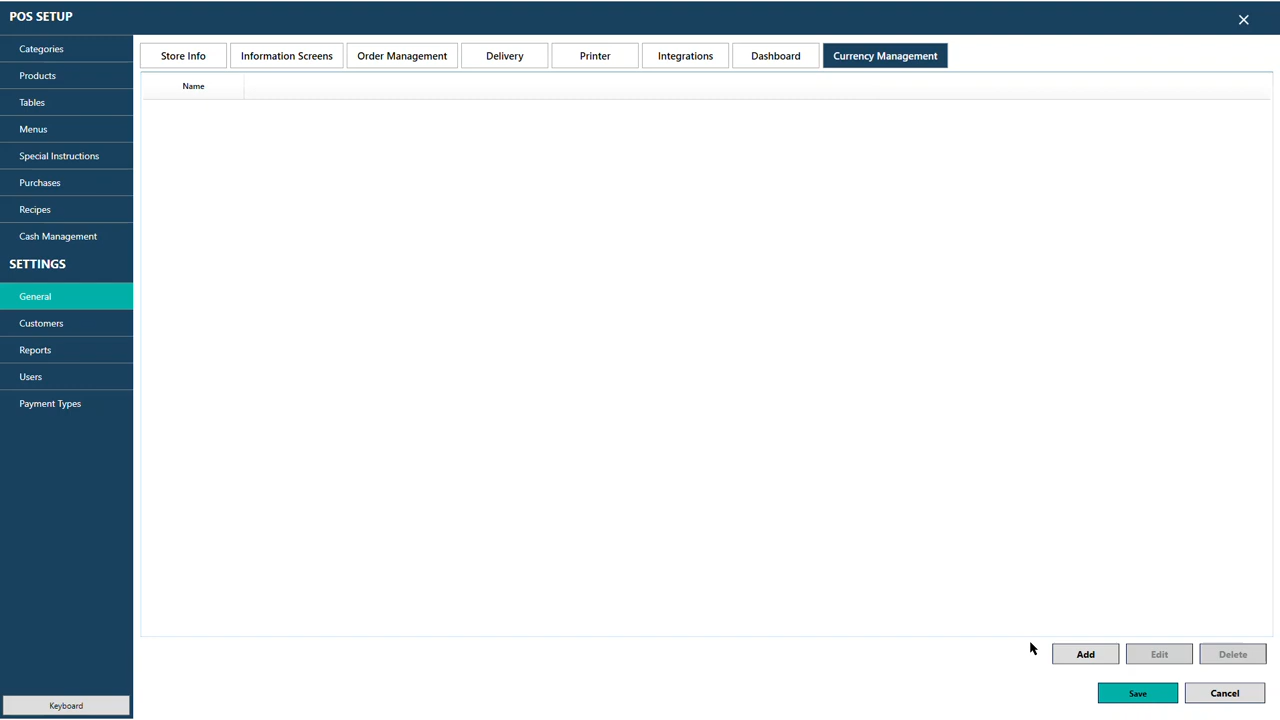 POS SETUP
Categories
Products
Tables
Menus
Special Instructions
Purchases
Recipes
Cash Management
SETTINGS
General
Customers
Reports
Users
Payment Types
Keyboard
Store Info
Information Screens
Order Management
Delivery
Printer
Integrations
Dashboard
Currency Management
Name
Add
Edit
Delete
Save
Cancel